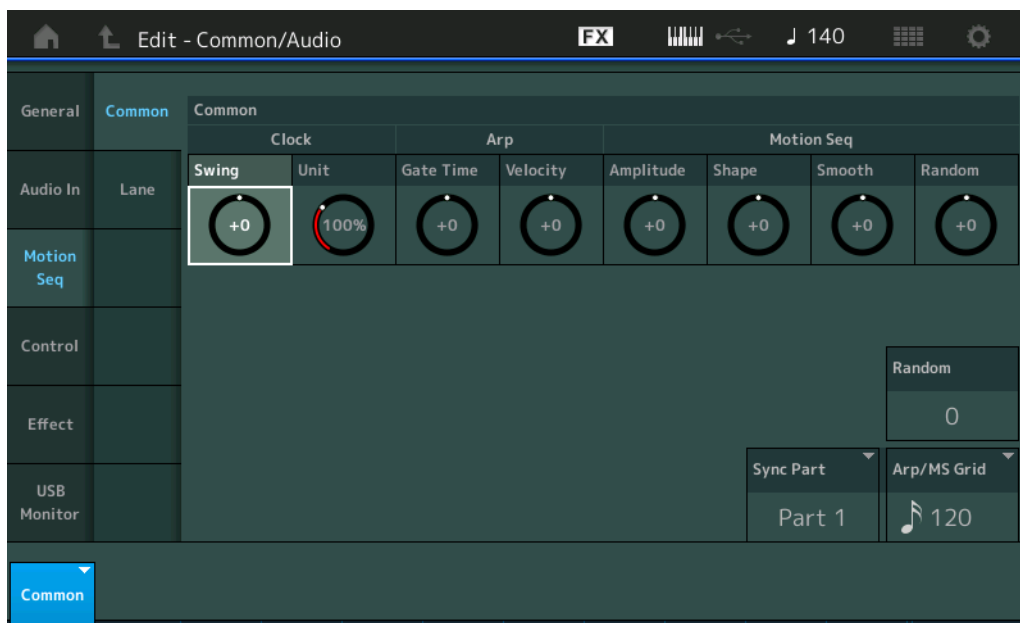 Edit - Common/Audio FX 140
General Common Common
Clock Arp Motion Seq
Swing Unit Gate Time Velocity Amplitude Shape Smooth Random
Audio In Lane
+0 100% +0 +0 +0 +0 +0 +0
Motion
Seq
Control
Random
0
Effect
Sync Part Arp/MS Grid
USB
Monitor
Part 1 120
Common